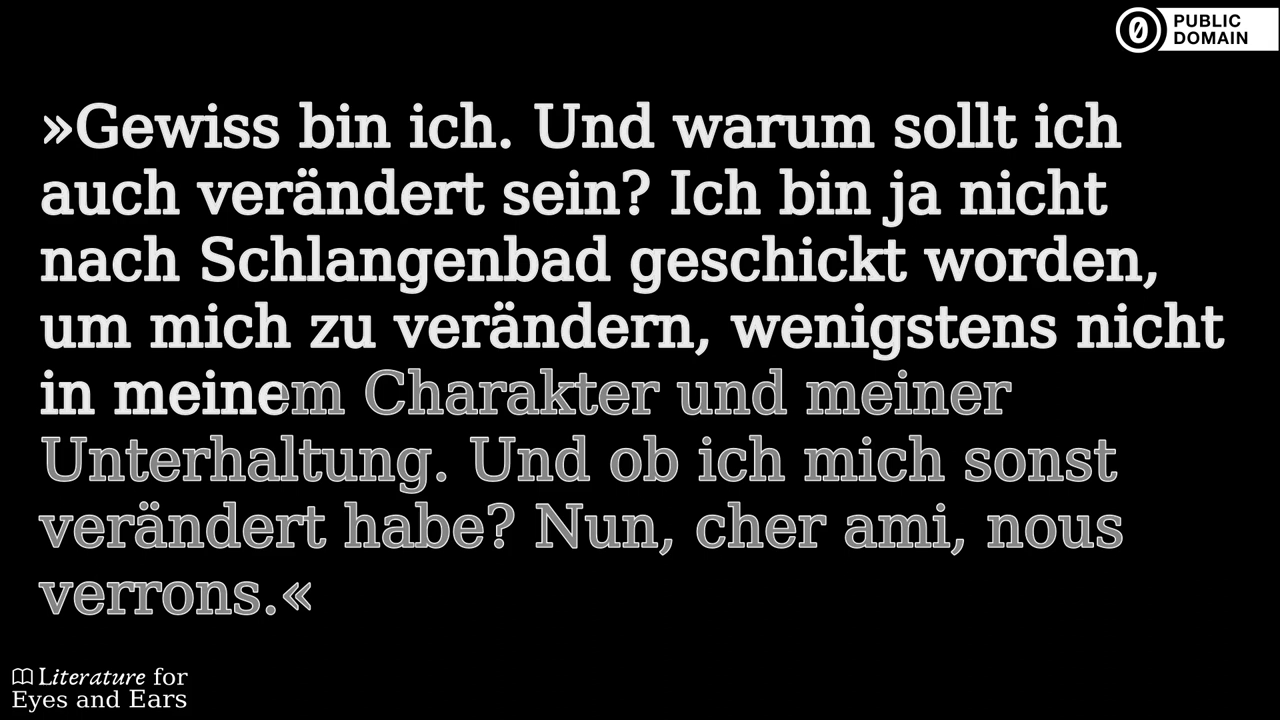 PUBLIC
DOMAIN
»Gewiss bin ich. Und warum sollt ich
auch verändert sein? Ich bin ja nicht
nach Schlangenbad geschickt worden,
um mich zu verändern, wenigstens nicht
in meinem Charakter und meiner
Unterhaltung. Und ob ich mich sonst
verändert habe? Nun, cher ami, nous
verrons.«
Literature for
Eyes and Ears